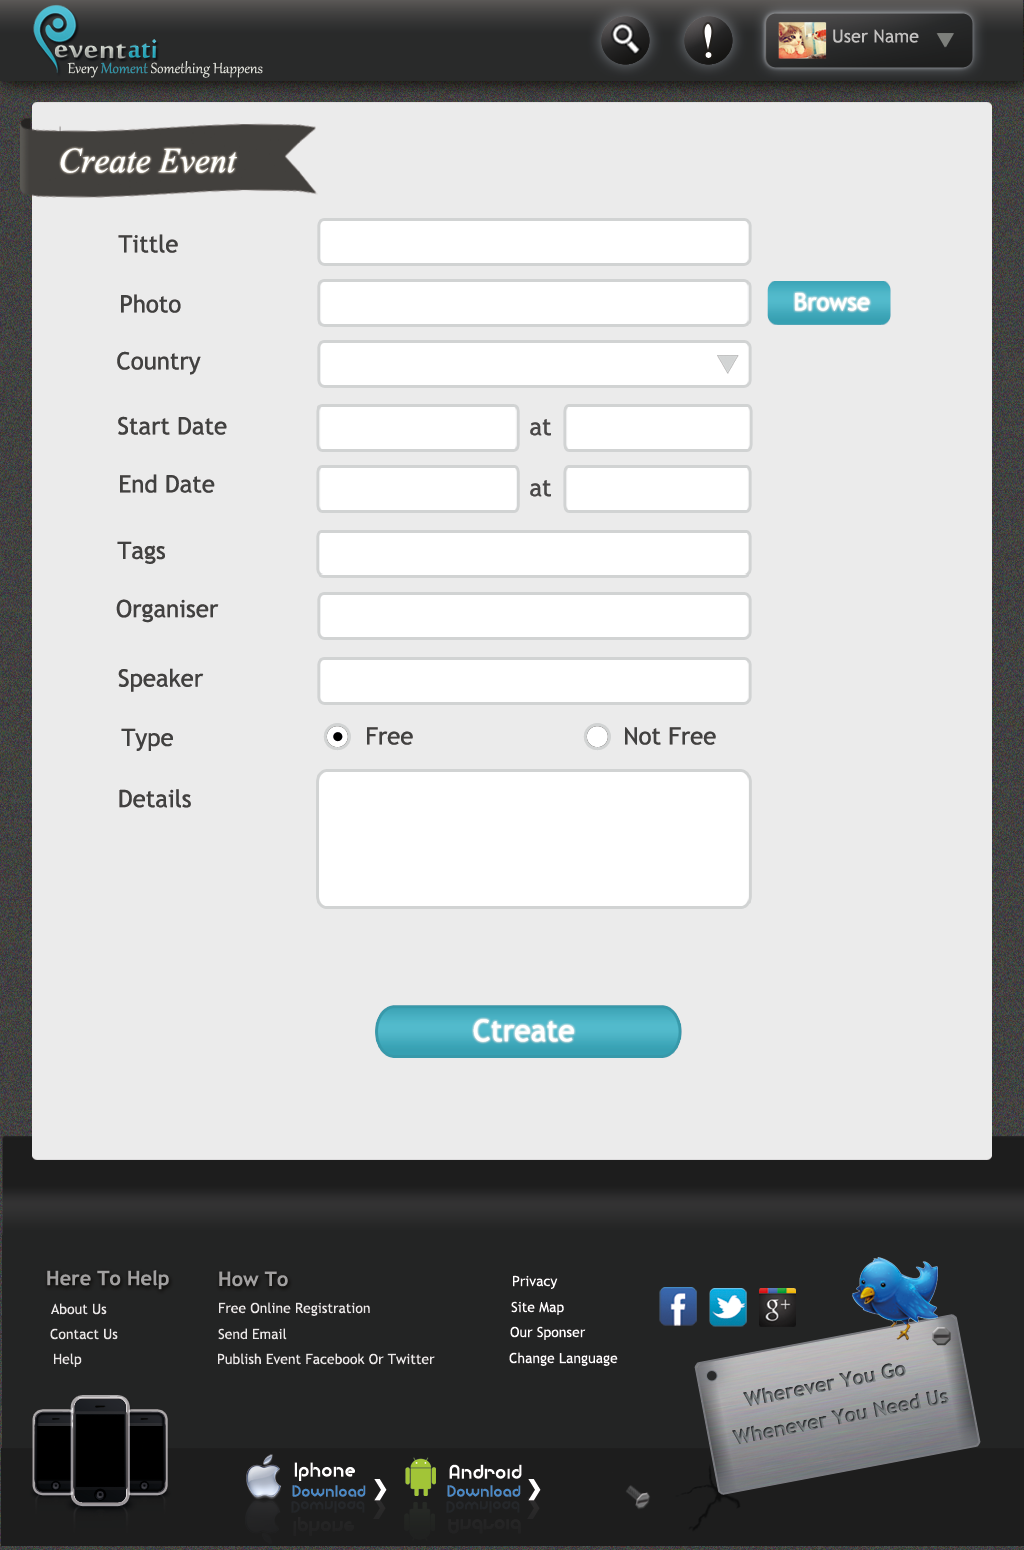 eventati
Every Moment Something Happens
User Name
Create Event
Tittle
Photo
Browse
Country
Start Date at
End Date at
Tags
Organiser
Speaker
Type Free Not Free
Details
Ctreate
Here To Help
About Us
Contact Us
Help
How To
Free Online Registration
Send Email
Publish Event Facebook Or Twitter
Privacy
Site Map
Our Sponser
Change Language
f
g+
Wherever You Go
Whenever You Need Us
Iphone
Download
Android
Download